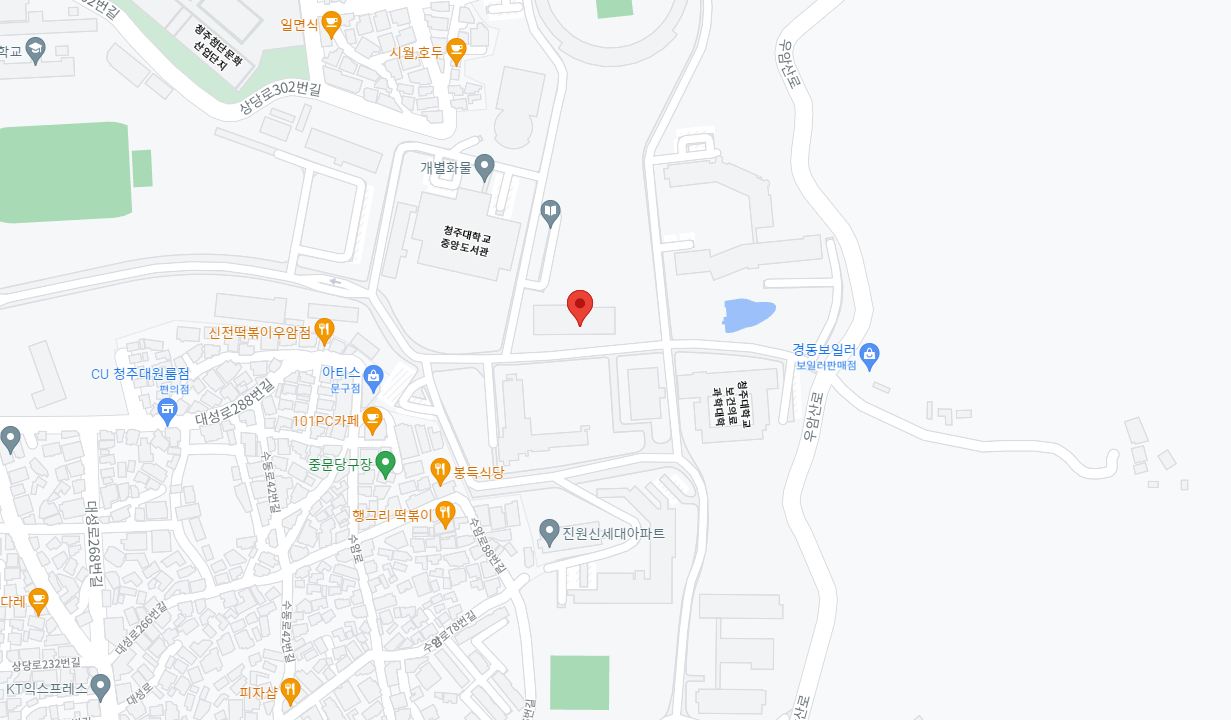 02번길
일면식
청주첨단문화
산업단지
학교
시월,호두
우암산로
상당로302번길
개별화물
청주대학교
중앙도서관
신전떡볶이우암점
경동보일러
보일러판매점
CU 청주대원룸점
편의점
아티스
문구점
대성로288번길
청주대학교
보건의료
과학대학
101PC카페
우암산로
중문당구장
봉득식당
수동로42번길
행그리 떡볶이
대성로268번길
수암로88번길
진원신세대아파트
수암로
다레
대성로266번길
수동로42번길
수암로78번길
상당로232번길
KT익스프레스
대성로
피자샵
번길
번길
우암산로